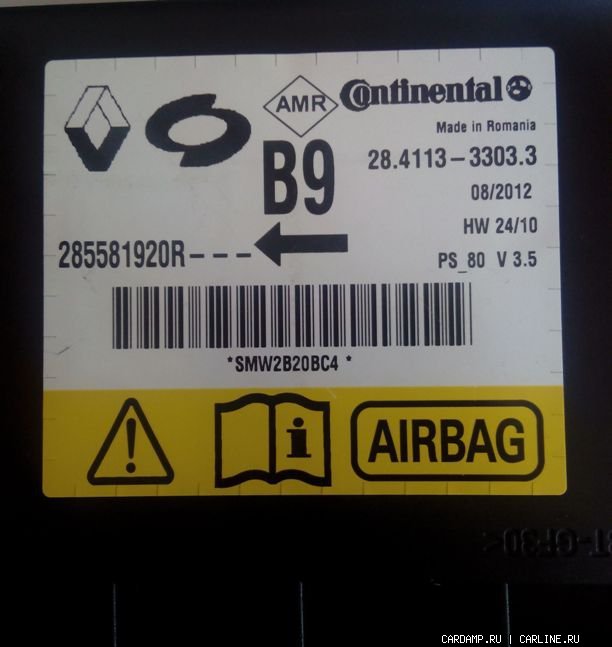 AMR
Continental
Made in Romania
B9
28.4113-3303.3
08/2012
HW 24/10
285581920R---
PS_80 V 3.5
*SMW2B20BC4 *
AIRBAG
CARDAMP.RU | CARLINE.RU